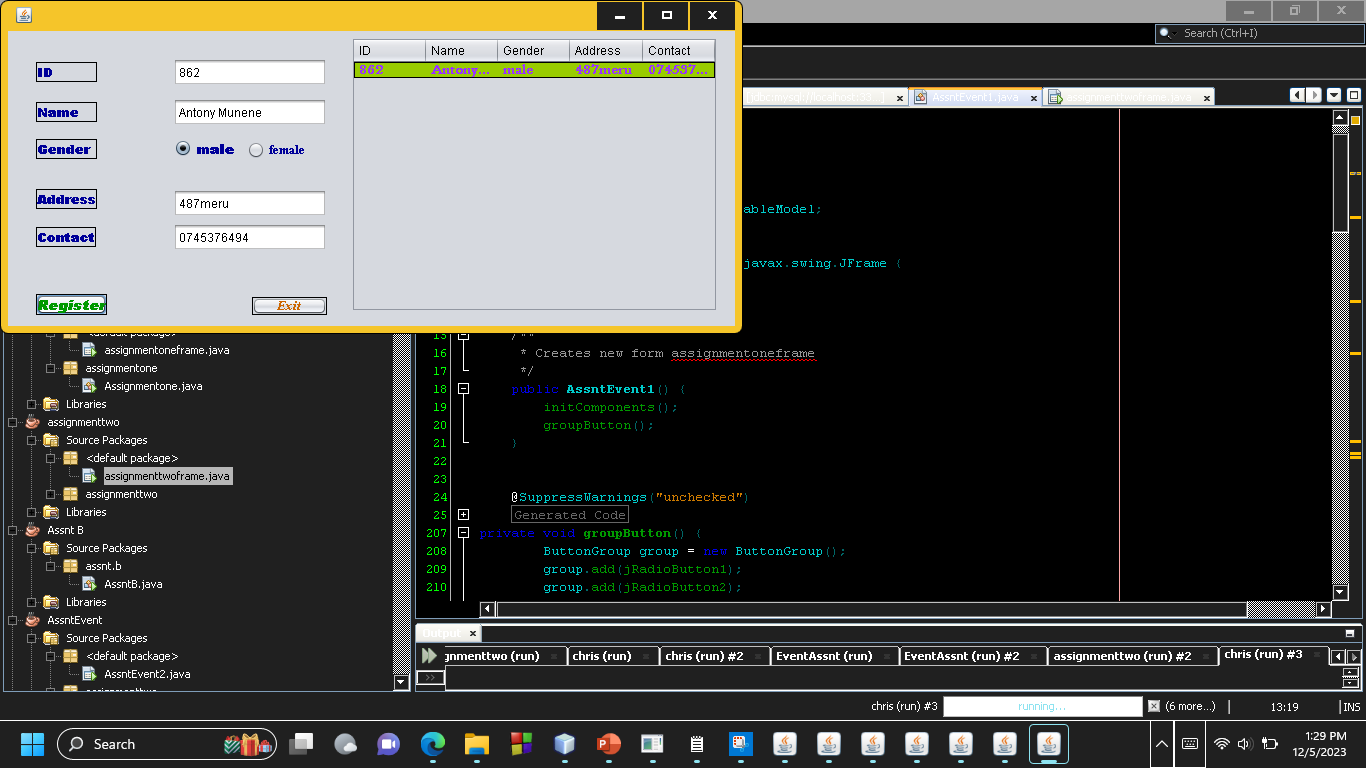 ID Name Gender Address Contact
862 Antony... male 487meru 074537...
ID 862
Name Antony Munene
Gender male female
Address 487meru
Contact 0745376494
Register Exit
Search (Ctrl+I)
AssntEvent1.java assignmenttwoframe.java
ableModel;
javax.swing.JFrame {
15 /**
16 * Creates new form assignmentoneframe
17 */
18 public AssntEvent1() {
19 initComponents();
20 groupButton();
21 }
22
23
24 @SuppressWarnings("unchecked")
25 Generated Code
207 private void groupButton() {
208 ButtonGroup group = new ButtonGroup();
209 group.add(jRadioButton1);
210 group.add(jRadioButton2);
<default package>
assignmentoneframe.java
assignmentone
Assignmentone.java
Libraries
assignmenttwo
Source Packages
<default package>
assignmenttwoframe.java
assignmenttwo
Libraries
Assnt B
Source Packages
assnt.b
AssntB.java
Libraries
AssntEvent
Source Packages
<default package>
AssntEvent2.java
Output
gnmenttwo (run) chris (run) chris (run) #2 EventAssnt (run) EventAssnt (run) #2 assignmenttwo (run) #2 chris (run) #3
chris (run) #3 running... (6 more...) 13:19 INS
Search
1:29 PM
12/5/2023